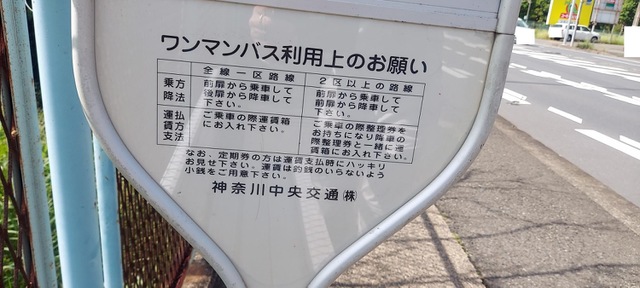 ワンマンバス利用上のお願い
全線一区路線
2区以上の路線
乗方
降法
前扉から乗車して
後扉から降車して
下さい。
前扉から乗車して
前扉から降車して
下さい。
運払
賃方
支法
ご乗車の際運賃箱
にお入れ下さい。
ご乗車の際整理券を
お持ちになり降車の
際整理券と一緒に運
賃箱にお入れ下さい。
なお、定期券の方は運賃支払時にハッキリ
お見せ下さい。運賃は釣銭のいらないよう
小銭をご用意下さい。
神奈川中央交通㈱